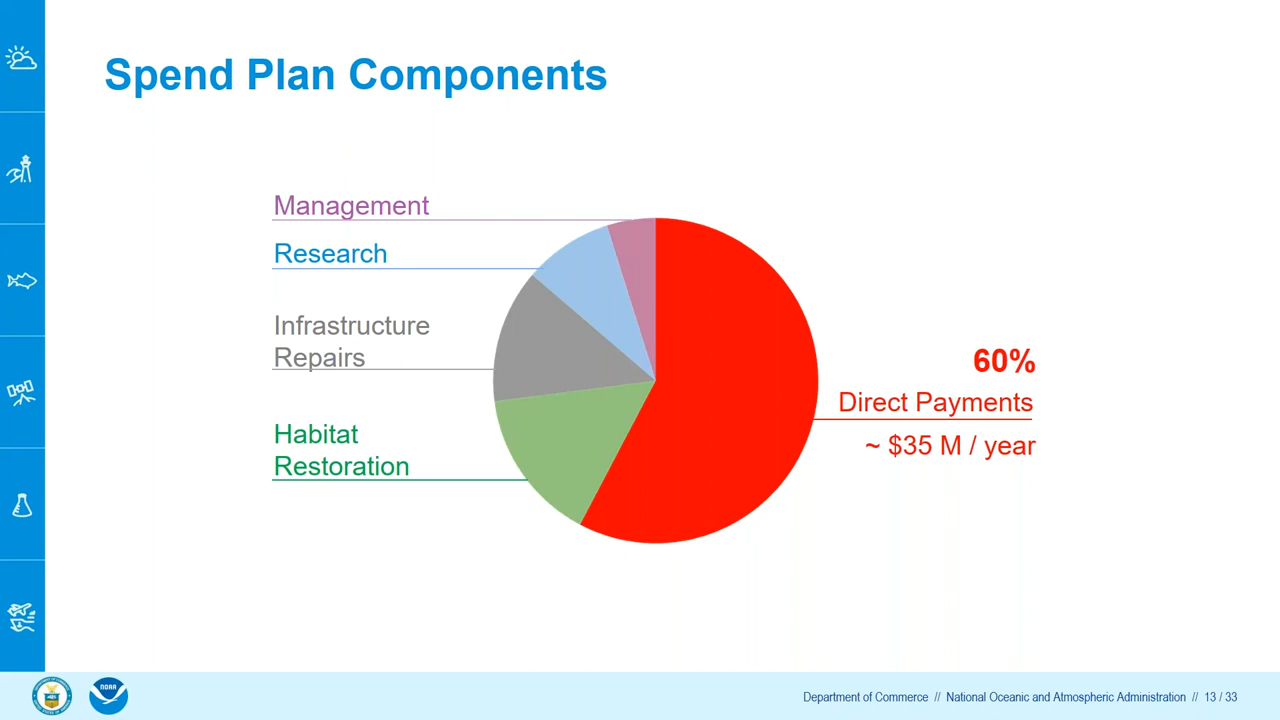 Spend Plan Components
Management
Research
Infrastructure
Repairs
Habitat
Restoration
60%
Direct Payments
~ $35 M / year
NOAA
Department of Commerce // National Oceanic and Atmospheric Administration // 13 / 33